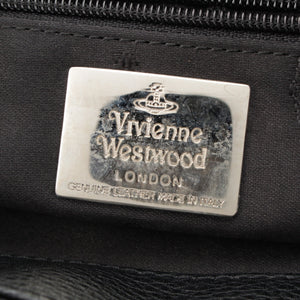 Vivienne
Westwood
LONDON
GENUINE LEATHER MADE IN ITALY